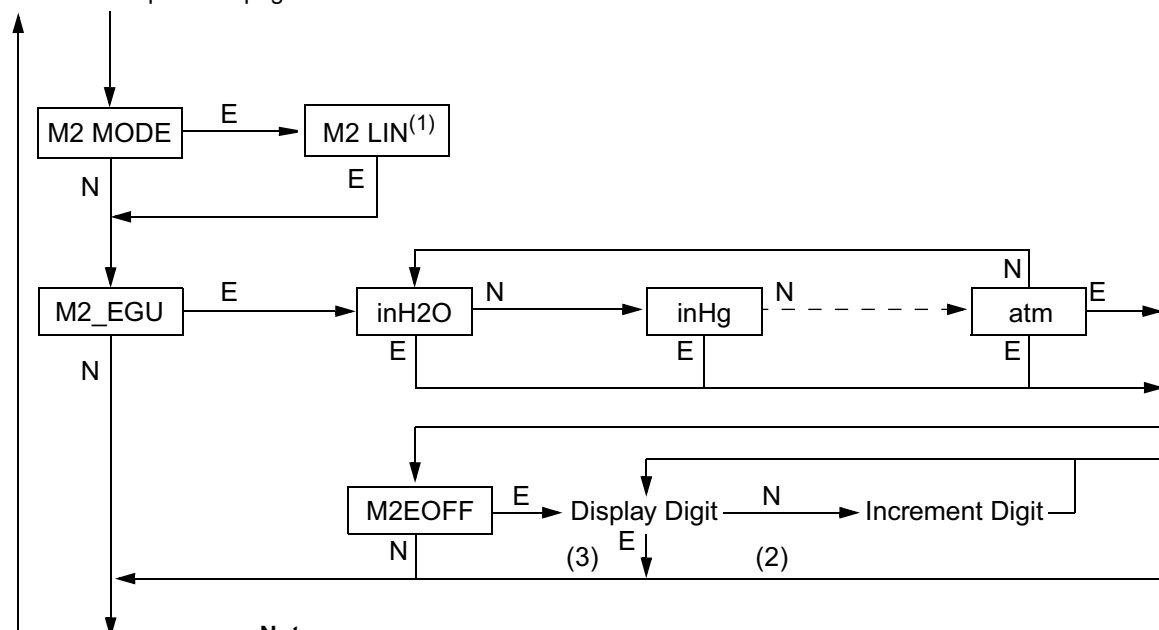 E
M2 MODE
M2 LIN(1)
N
E
N
E
N
N
E
M2_EGU
inH2O
inHg
atm
E
E
E
N
E
N
M2EOFF
Display Digit
Increment Digit
N
E
(3)
(2)